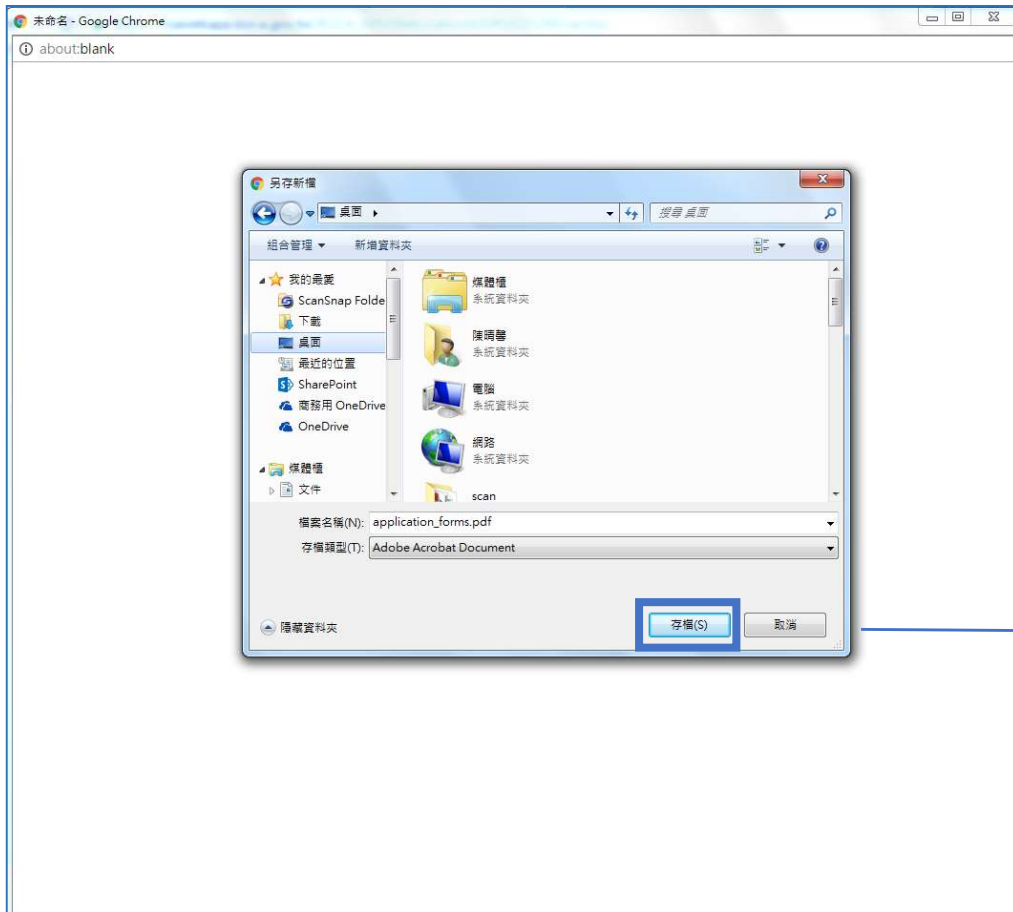 未命名 - Google Chrome
about:blank
另存新檔
桌面
搜尋 桌面
組合管理
新增資料夾
我的最愛
ScanSnap Folde
下載
桌面
最近的位置
SharePoint
商務用 OneDrive
OneDrive
媒體櫃
文件
媒體櫃
系統資料夾
陳晴馨
系統資料夾
電腦
系統資料夾
網路
系統資料夾
scan
檔案名稱(N): application_forms.pdf
存檔類型(T): Adobe Acrobat Document
隱藏資料夾
存檔(S)
取消